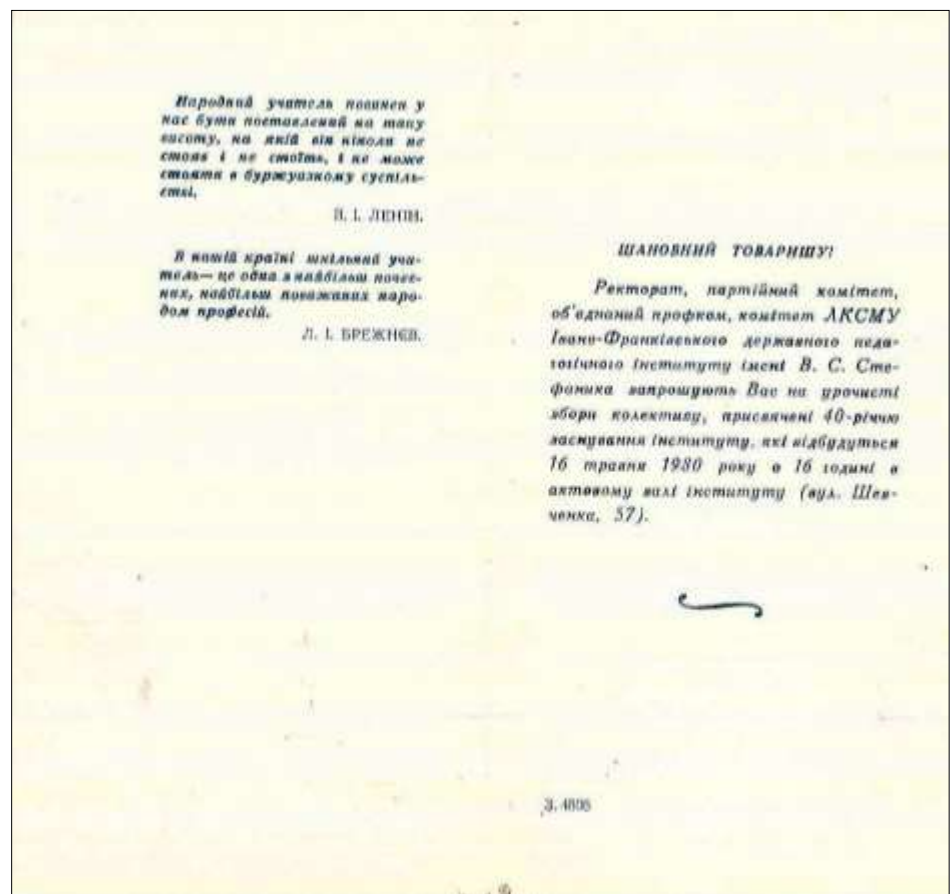 Народний учитель повинен у
нас бути поставлений на таку
висоту, на якій він ніколи не
стояв і не стоїть, і не може
стояти в буржуазному суспіль-
стві.
В. І. ЛЕНІН.
В нашій країні шкільний учи-
тель — це одна з найбільш почес-
них, найбільш поважаних наро-
дом професій.
Л. І. БРЕЖНЄВ.
ШАНОВНИЙ ТОВАРИШУ!
Ректорат, партійний комітет,
об'єднаний профком, комітет ЛКСМУ
Івано-Франківського державного педа-
гогічного інституту імені В. С. Сте-
фаника запрошують Вас на урочисті
збори колективу, присвячені 40-річчю
заснування інституту, які відбудуться
16 травня 1980 року о 16 годині в
актовому залі інституту (вул. Шев-
ченка, 57).
З.